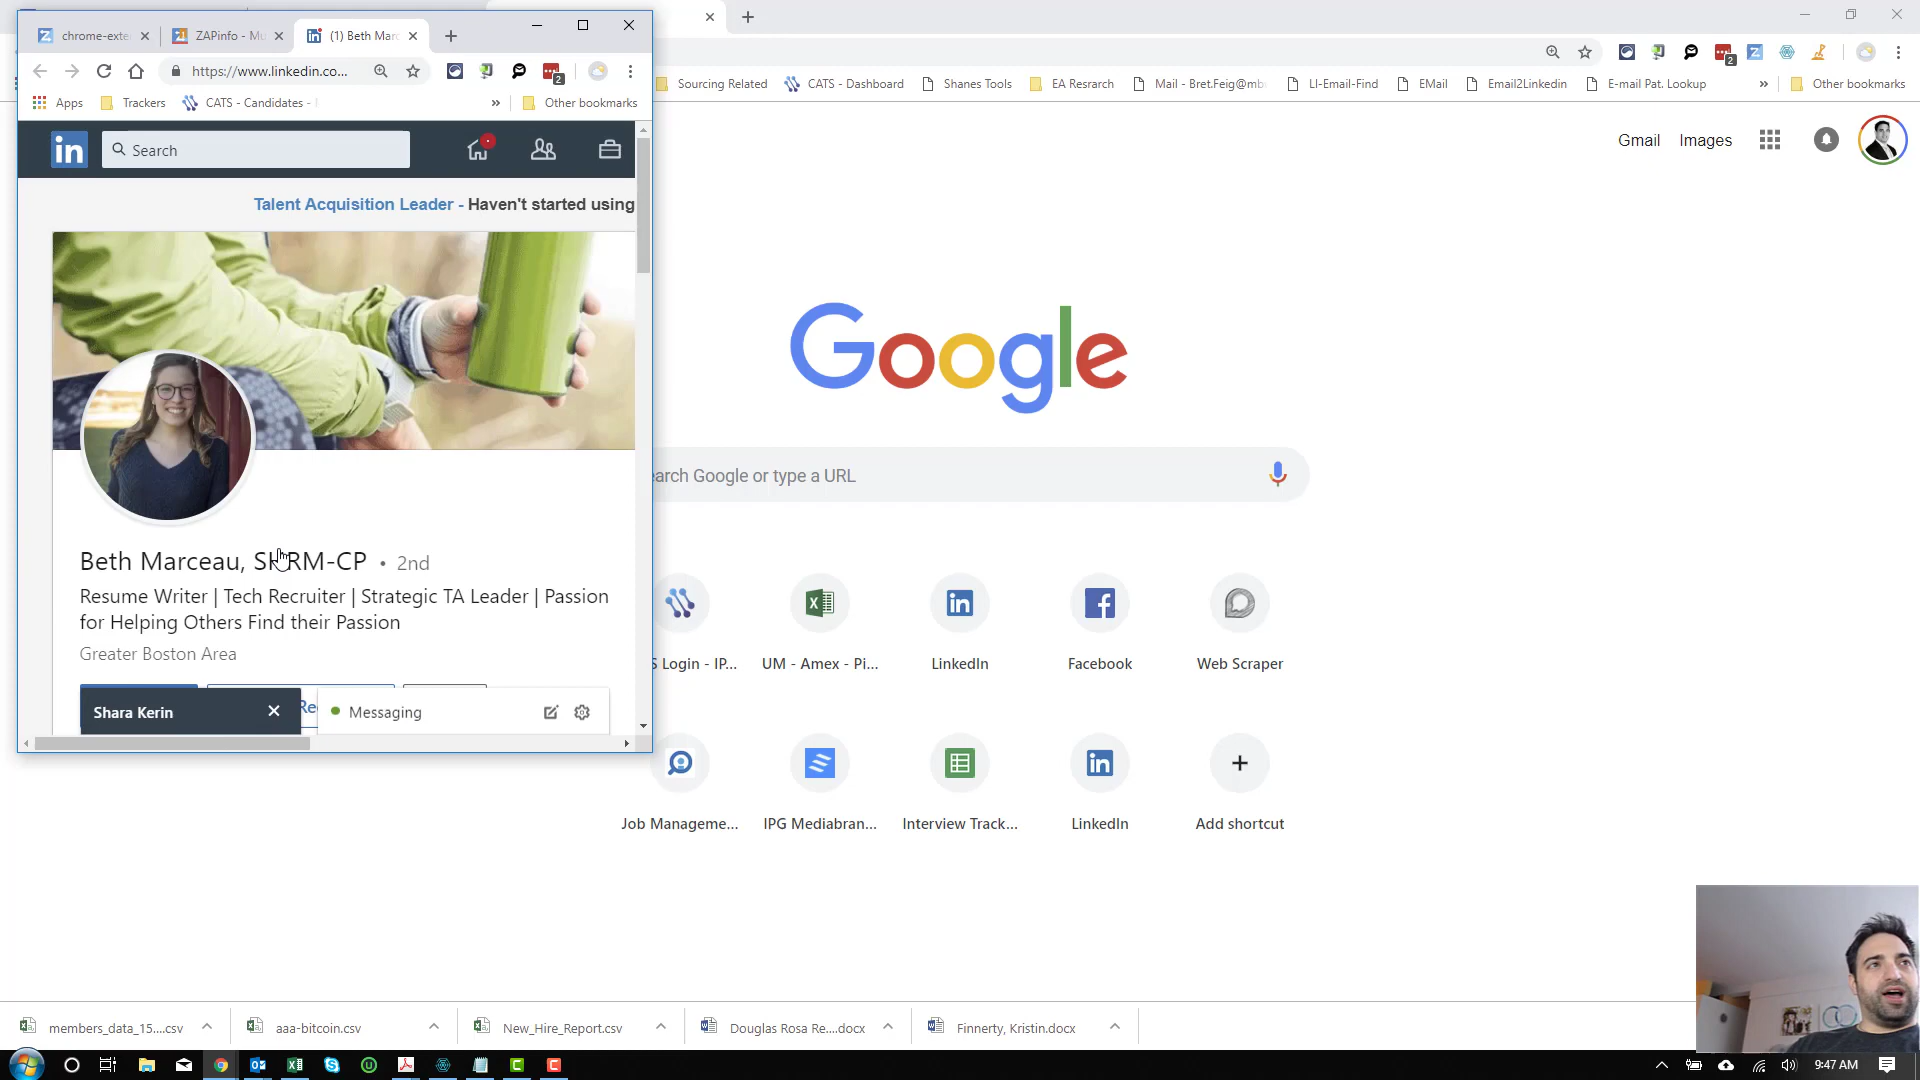 chrome-exte
ZAPinfo - Mu
(1) Beth Marc
https://www.linkedin.co...
2
Apps
Trackers
CATS - Candidates -
»
Other bookmarks
in
Search
Talent Acquisition Leader - Haven't started using
Beth Marceau, SHRM-CP • 2nd
Resume Writer | Tech Recruiter | Strategic TA Leader | Passion
for Helping Others Find their Passion
Greater Boston Area
Shara Kerin
Messaging
2
Sourcing Related
CATS - Dashboard
Shanes Tools
EA Resrarch
Mail - Bret.Feig@mb
LI-Email-Find
EMail
Email2Linkedin
E-mail Pat. Lookup
»
Other bookmarks
Gmail
Images
Google
earch Google or type a URL
S Login - IP...
UM - Amex - Pi...
LinkedIn
Facebook
Web Scraper
Job Manageme...
IPG Mediabran...
Interview Track...
LinkedIn
Add shortcut
members_data_15....csv
aaa-bitcoin.csv
New_Hire_Report.csv
Douglas Rosa Re....docx
Finnerty, Kristin.docx
9:47 AM